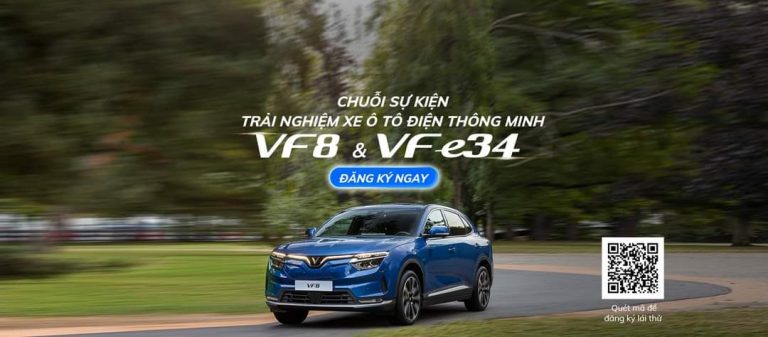 CHUỖI SỰ KIỆN
TRẢI NGHIỆM XE Ô TÔ ĐIỆN THÔNG MINH
VF8 & VFe34
ĐĂNG KÝ NGAY
VF8
Quét mã để
đăng ký lái thử